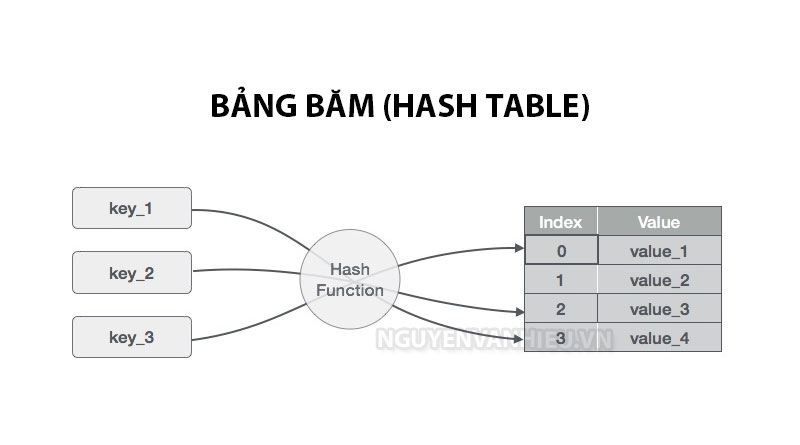 BẢNG BĂM (HASH TABLE)
key_1
key_2
key_3
Hash
Function
Index Value
0 value_1
1 value_2
2 value_3
3 value_4
NGUYENVANHIEU.VN